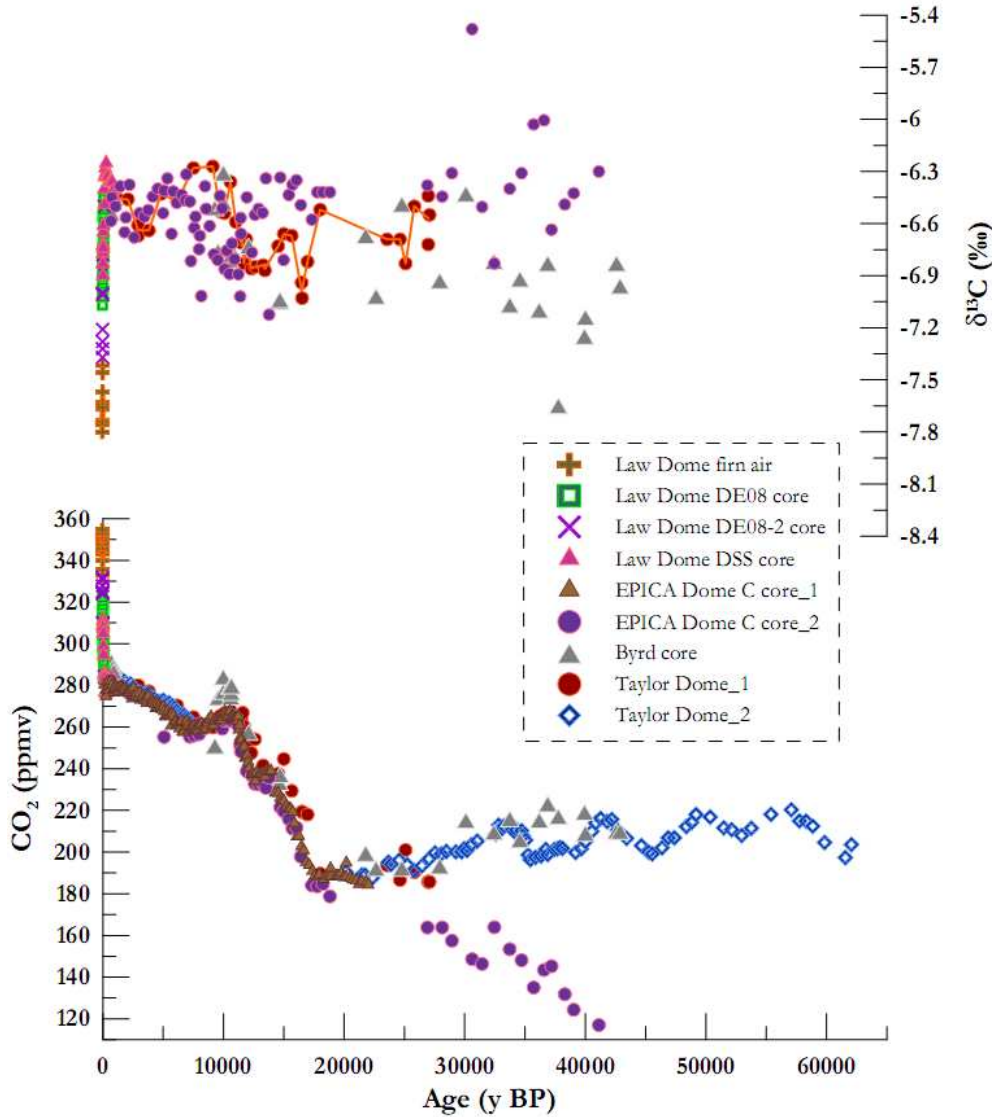 -5.4
-5.7
-6
-6.3
-6.6
-6.9
-7.2
-7.5
-7.8
-8.1
-8.4
δ¹³C (‰)
Law Dome firn air
Law Dome DE08 core
Law Dome DE08-2 core
Law Dome DSS core
EPICA Dome C core_1
EPICA Dome C core_2
Byrd core
Taylor Dome_1
Taylor Dome_2
360
340
320
300
280
260
240
220
200
180
160
140
120
CO₂ (ppmv)
0 10000 20000 30000 40000 50000 60000
Age (y BP)